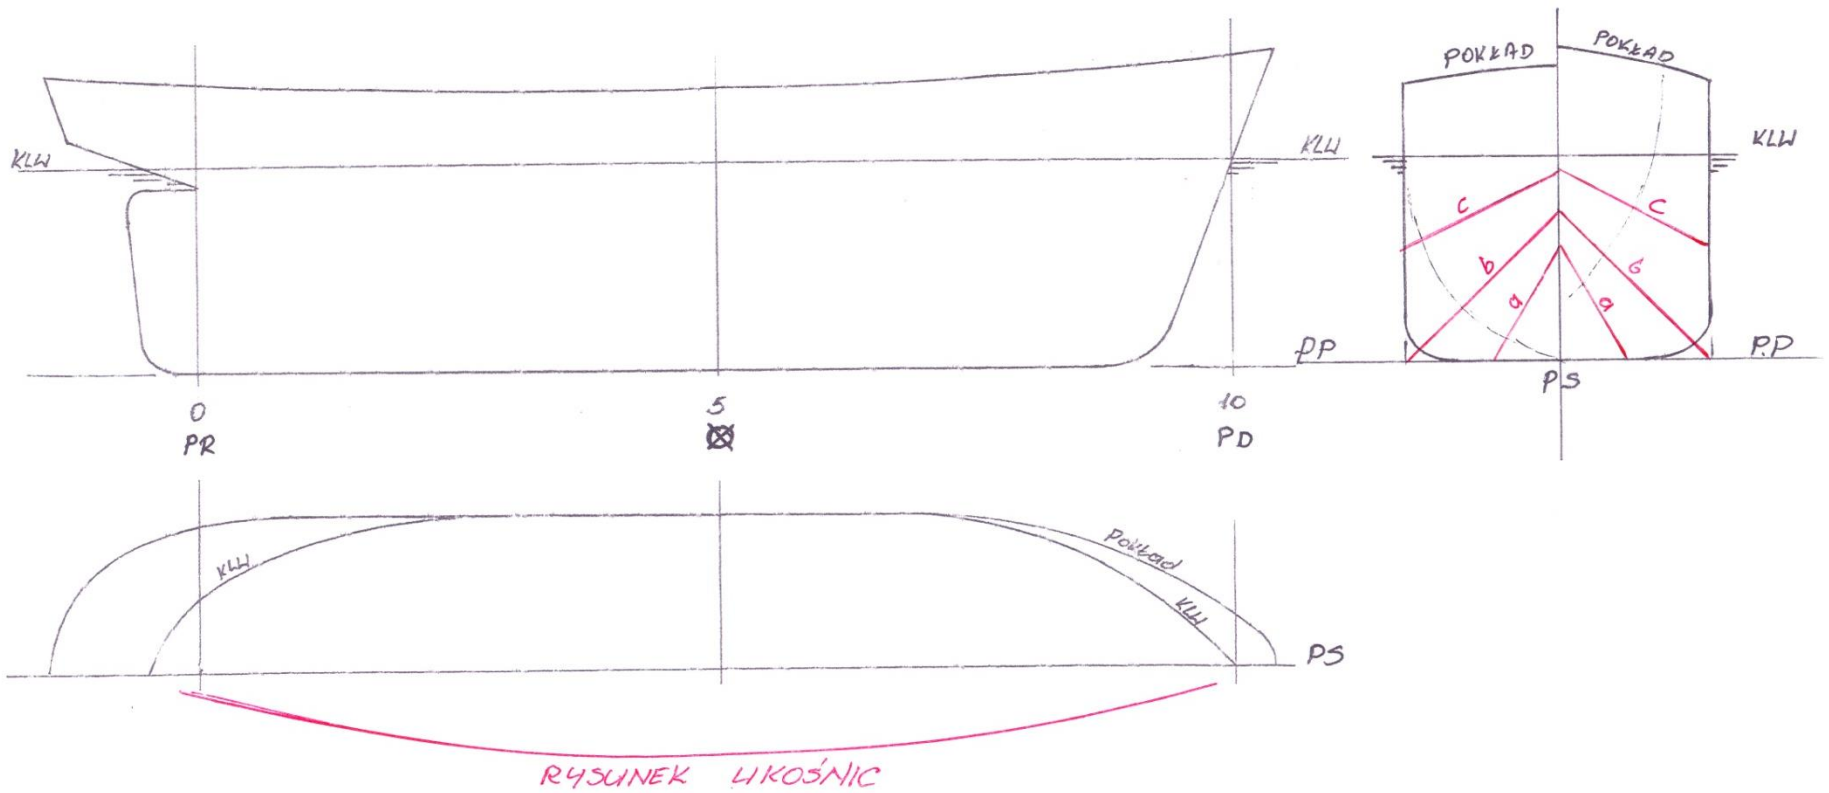 POKŁAD POKŁAD
KLW KLW KLW
c c
b b
a a
PP P.P
PS
0 5 10
PR PD
KLW Pokład
KLW
PS
RYSUNEK UKOŚNIC